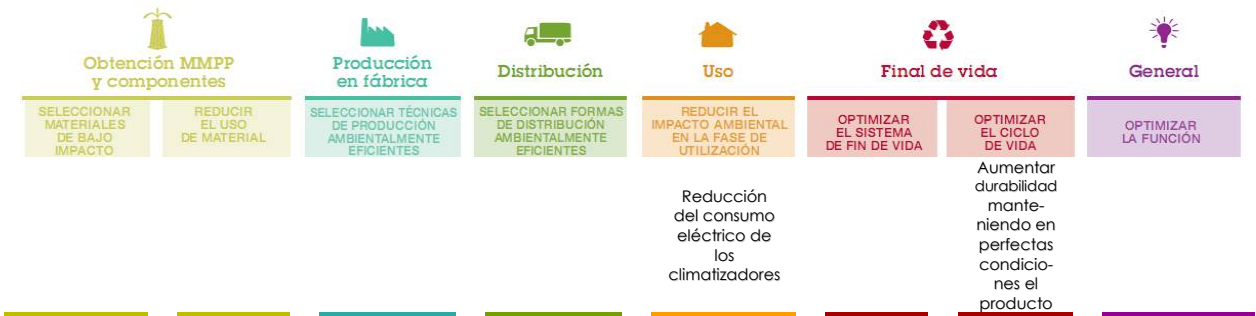 Obtención MMPP
y componentes
Producción
en fábrica
Distribución
Uso
Final de vida
General
SELECCIONAR
MATERIALES
DE BAJO
IMPACTO
REDUCIR
EL USO
DE MATERIAL
SELECCIONAR TÉCNICAS
DE PRODUCCIÓN
AMBIENTALMENTE
EFICIENTES
SELECCIONAR FORMAS
DE DISTRIBUCIÓN
AMBIENTALMENTE
EFICIENTES
REDUCIR EL
IMPACTO AMBIENTAL
EN LA FASE DE
UTILIZACIÓN
OPTIMIZAR
EL SISTEMA
DE FIN DE VIDA
OPTIMIZAR
EL CICLO
DE VIDA
OPTIMIZAR
LA FUNCIÓN
Reducción
del consumo
eléctrico de
los
climatizadores
Aumentar
durabilidad
mante-
niendo en
perfectas
condicio-
nes el
producto